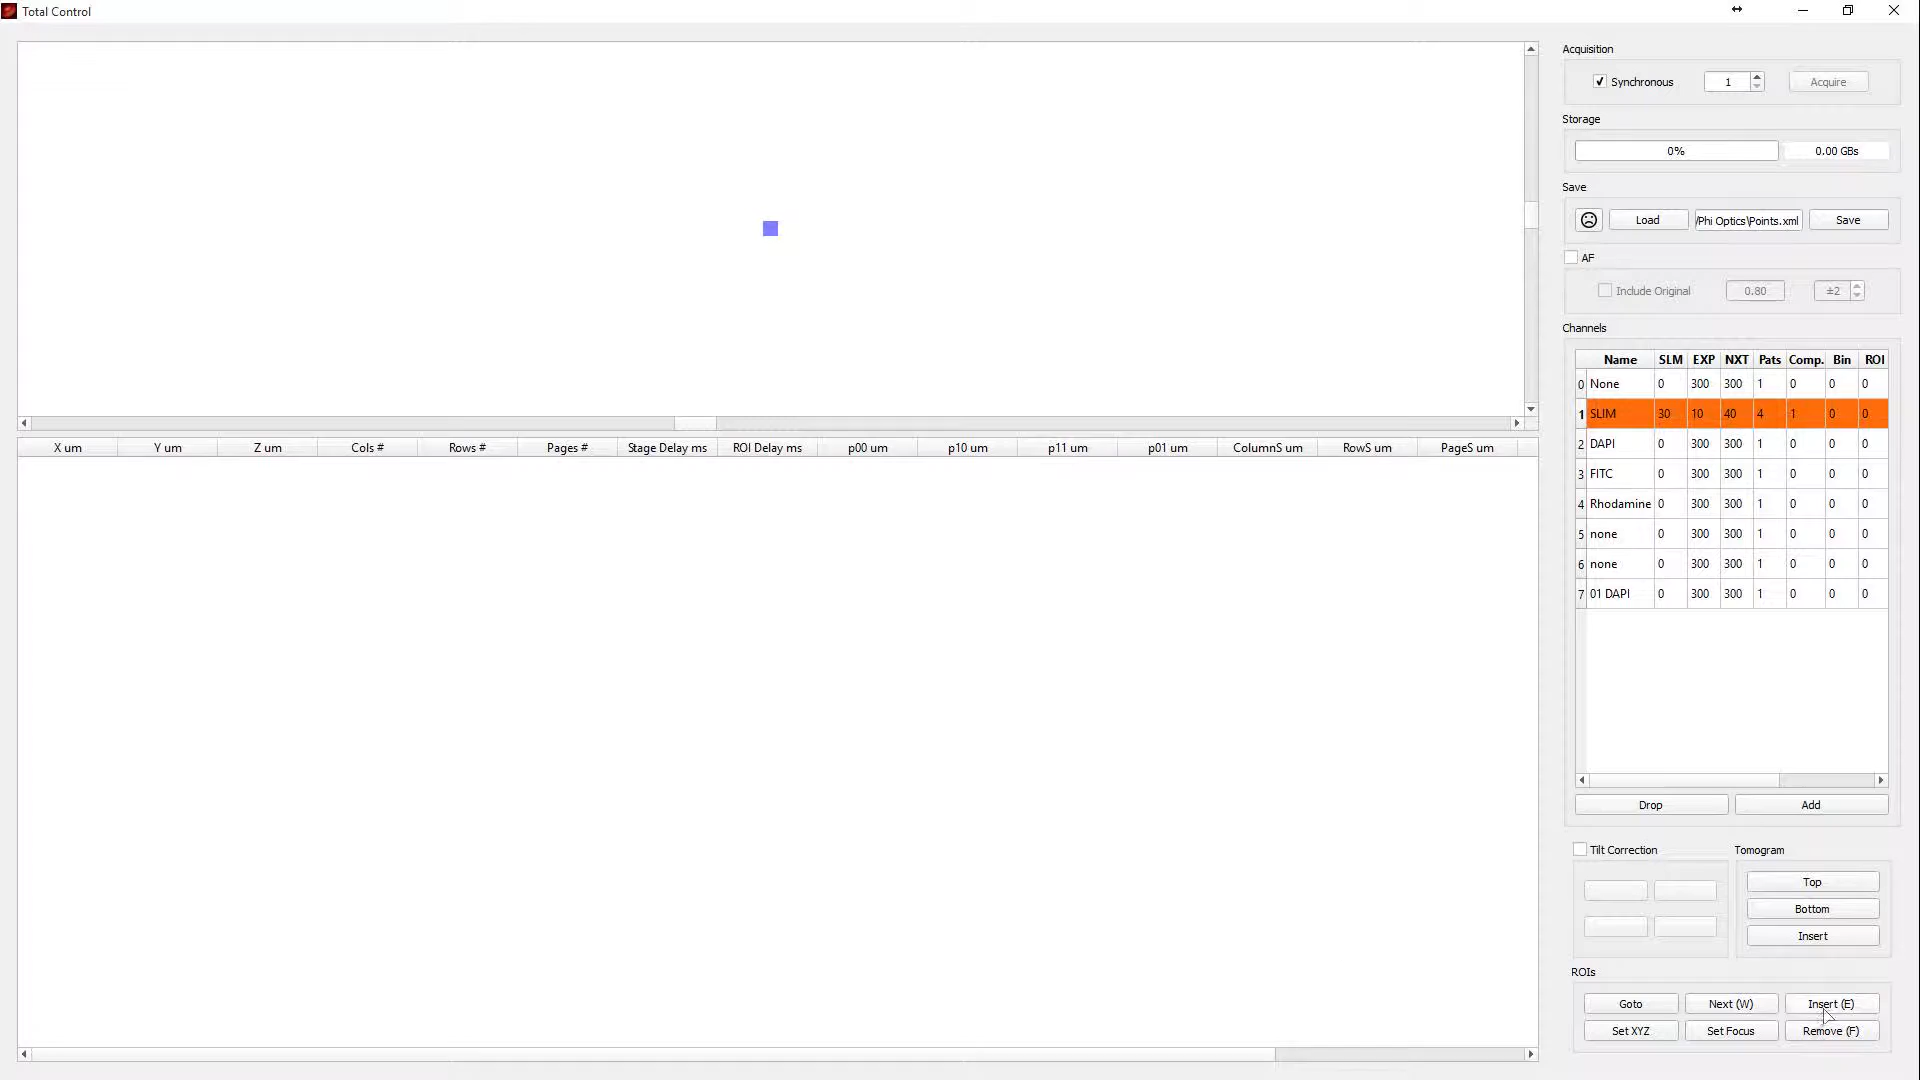 Total Control
Acquisition
Synchronous 1 Acquire
Storage
0% 0.00 GBs
Save
Load /Phi Optics\Points.xml Save
AF
Include Original 0.80 ±2
Channels
Name SLM EXP NXT Pats Comp. Bin ROI
0 None 0 300 300 1 0 0 0
1 SLIM 30 10 40 4 1 0 0
2 DAPI 0 300 300 1 0 0 0
3 FITC 0 300 300 1 0 0 0
4 Rhodamine 0 300 300 1 0 0 0
5 none 0 300 300 1 0 0 0
6 none 0 300 300 1 0 0 0
7 01 DAPI 0 300 300 1 0 0 0
Drop Add
Tilt Correction
Tomogram
Top
Bottom
Insert
ROIs
Goto Next (W) Insert (E)
Set XYZ Set Focus Remove (F)
X um Y um Z um Cols # Rows # Pages # Stage Delay ms ROI Delay ms p00 um p10 um p11 um p01 um ColumnS um RowS um PageS um